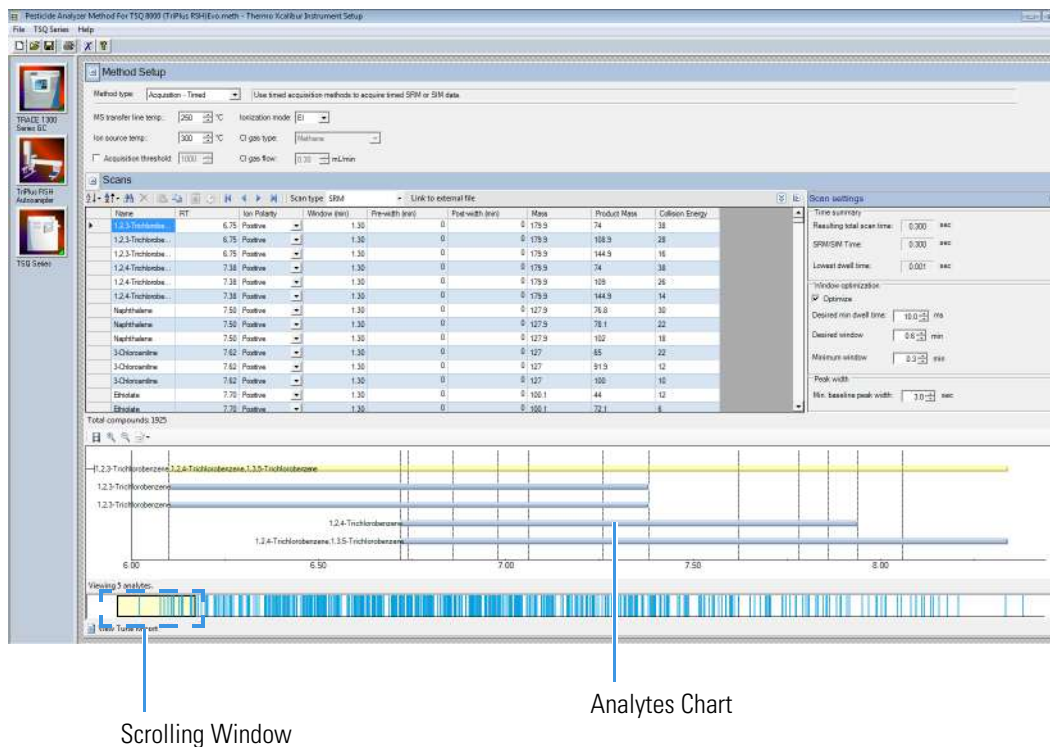 Pesticide Analyzer Method For TSQ 8000 (TriPlus RSH)Evo.meth - Thermo Xcalibur Instrument Setup
File TSQ Series Help
Method Setup
Method type: Acquisition - Timed Use timed acquisition methods to acquire timed SRM or SIM data
MS transfer line temp.: 250 °C Ionization mode: EI
Ion source temp.: 300 °C CI gas type: Methane
Acquisition threshold: 1000 CI gas flow: 0.30 mL/min
TRACE 1300 Series GC
TriPlus RSH Autosampler
TSQ Series
Scans
Scan type: SRM Link to external file
Name RT Ion Polarity Window (min) Pre-width (min) Post-width (min) Mass Product Mass Collision Energy
1,2,3-Trichlorobe... 6.75 Positive 1.30 0 0 179.9 74 38
1,2,3-Trichlorobe... 6.75 Positive 1.30 0 0 179.9 108.9 28
1,2,3-Trichlorobe... 6.75 Positive 1.30 0 0 179.9 144.9 16
1,2,4-Trichlorobe... 7.38 Positive 1.30 0 0 179.9 74 38
1,2,4-Trichlorobe... 7.38 Positive 1.30 0 0 179.9 109 26
1,2,4-Trichlorobe... 7.38 Positive 1.30 0 0 179.9 144.9 14
Naphthalene 7.50 Positive 1.30 0 0 127.9 76.8 30
Naphthalene 7.50 Positive 1.30 0 0 127.9 78.1 22
Naphthalene 7.50 Positive 1.30 0 0 127.9 102 18
3-Chloroaniline 7.62 Positive 1.30 0 0 127 65 22
3-Chloroaniline 7.62 Positive 1.30 0 0 127 91.9 12
3-Chloroaniline 7.62 Positive 1.30 0 0 127 100 10
Ethiolate 7.70 Positive 1.30 0 0 100.1 44 12
Ethiolate 7.70 Positive 1.30 0 0 100.1 72.1 6
Scan settings
Time summary
Resulting total scan time: 0.300 sec
SRM/SIM Time: 0.300 sec
Lowest dwell time: 0.001 sec
Window optimization
Optimize
Desired min dwell time: 10.0 ms
Desired window 0.6 min
Minimum window 0.3 min
Peak width
Min. baseline peak width: 3.0 sec
Total compounds: 1925
1,2,3-Trichlorobenzene,1,2,4-Trichlorobenzene,1,3,5-Trichlorobenzene
1,2,3-Trichlorobenzene
1,2,3-Trichlorobenzene
1,2,4-Trichlorobenzene
1,2,4-Trichlorobenzene,1,3,5-Trichlorobenzene
6.00 6.50 7.00 7.50 8.00
Viewing 5 analytes.
View Tune Report
Analytes Chart
Scrolling Window